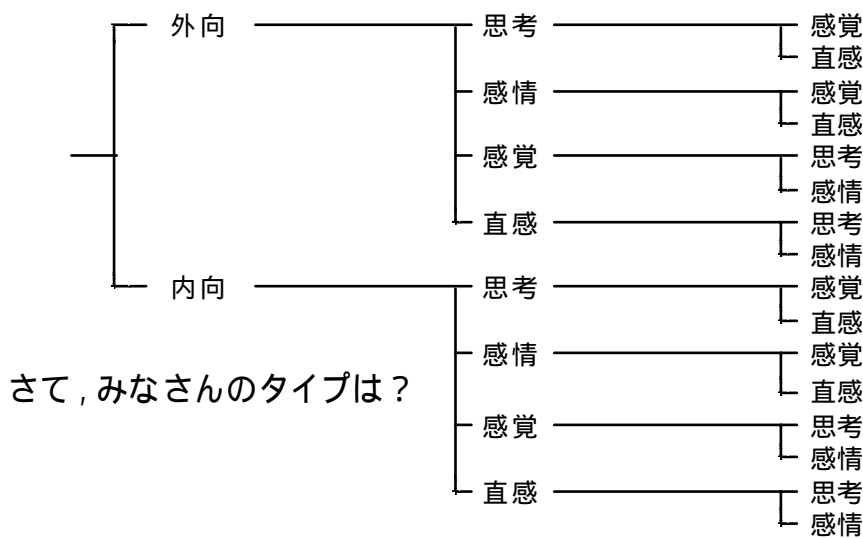 外向 思考 感覚
直感
感情 感覚
直感
感覚 思考
感情
直感 思考
感情
内向 思考 感覚
直感
感情 感覚
さて,みなさんのタイプは?
直感
感覚 思考
感情
直感 思考
感情